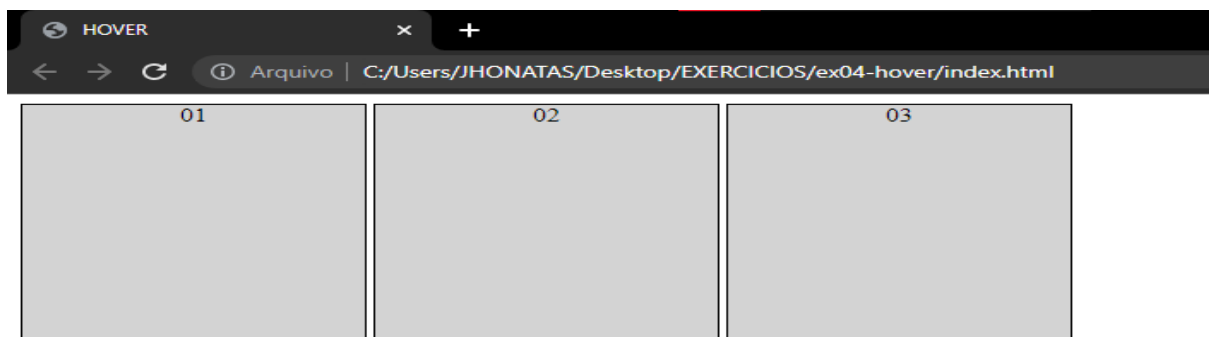 HOVER
Arquivo | C:/Users/JHONATAS/Desktop/EXERCICIOS/ex04-hover/index.html
01 02 03